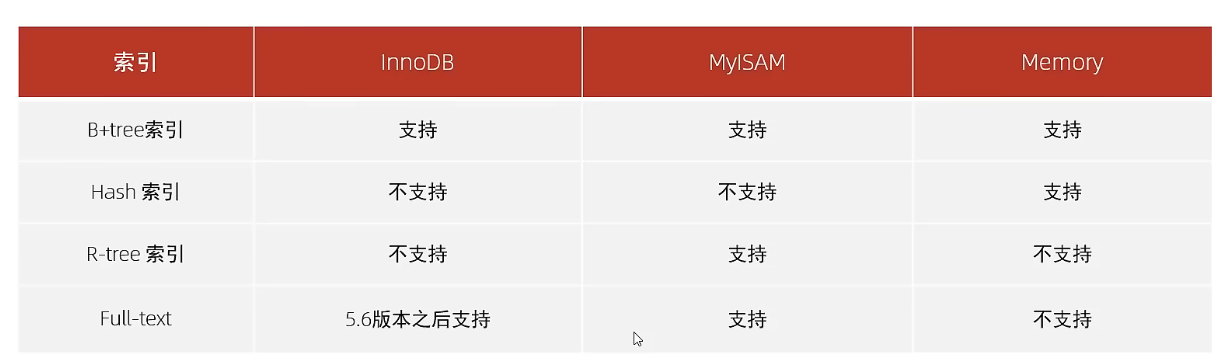 索引 InnoDB MyISAM Memory
B+tree索引 支持 支持 支持
Hash 索引 不支持 不支持 支持
R-tree 索引 不支持 支持 不支持
Full-text 5.6版本之后支持 支持 不支持